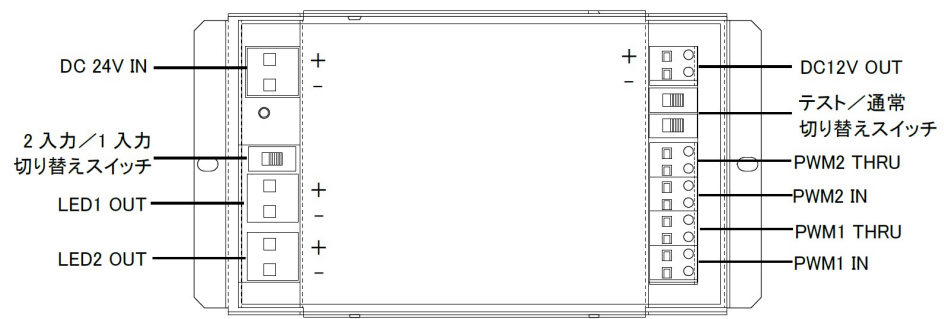 DC 24V IN
+
-
2 入力／1 入力
切り替えスイッチ
LED1 OUT
+
-
LED2 OUT
+
-
+
-
DC12V OUT
テスト／通常
切り替えスイッチ
PWM2 THRU
PWM2 IN
PWM1 THRU
PWM1 IN